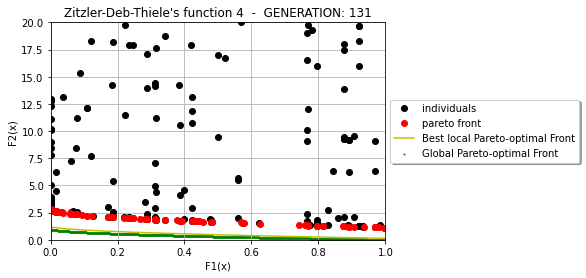 Zitzler-Deb-Thiele's function 4 - GENERATION: 131
20.0
17.5
15.0
12.5
10.0
7.5
5.0
2.5
0.0
F2(x)
0.0 0.2 0.4 0.6 0.8 1.0
F1(x)
individuals
pareto front
Best local Pareto-optimal Front
Global Pareto-optimal Front